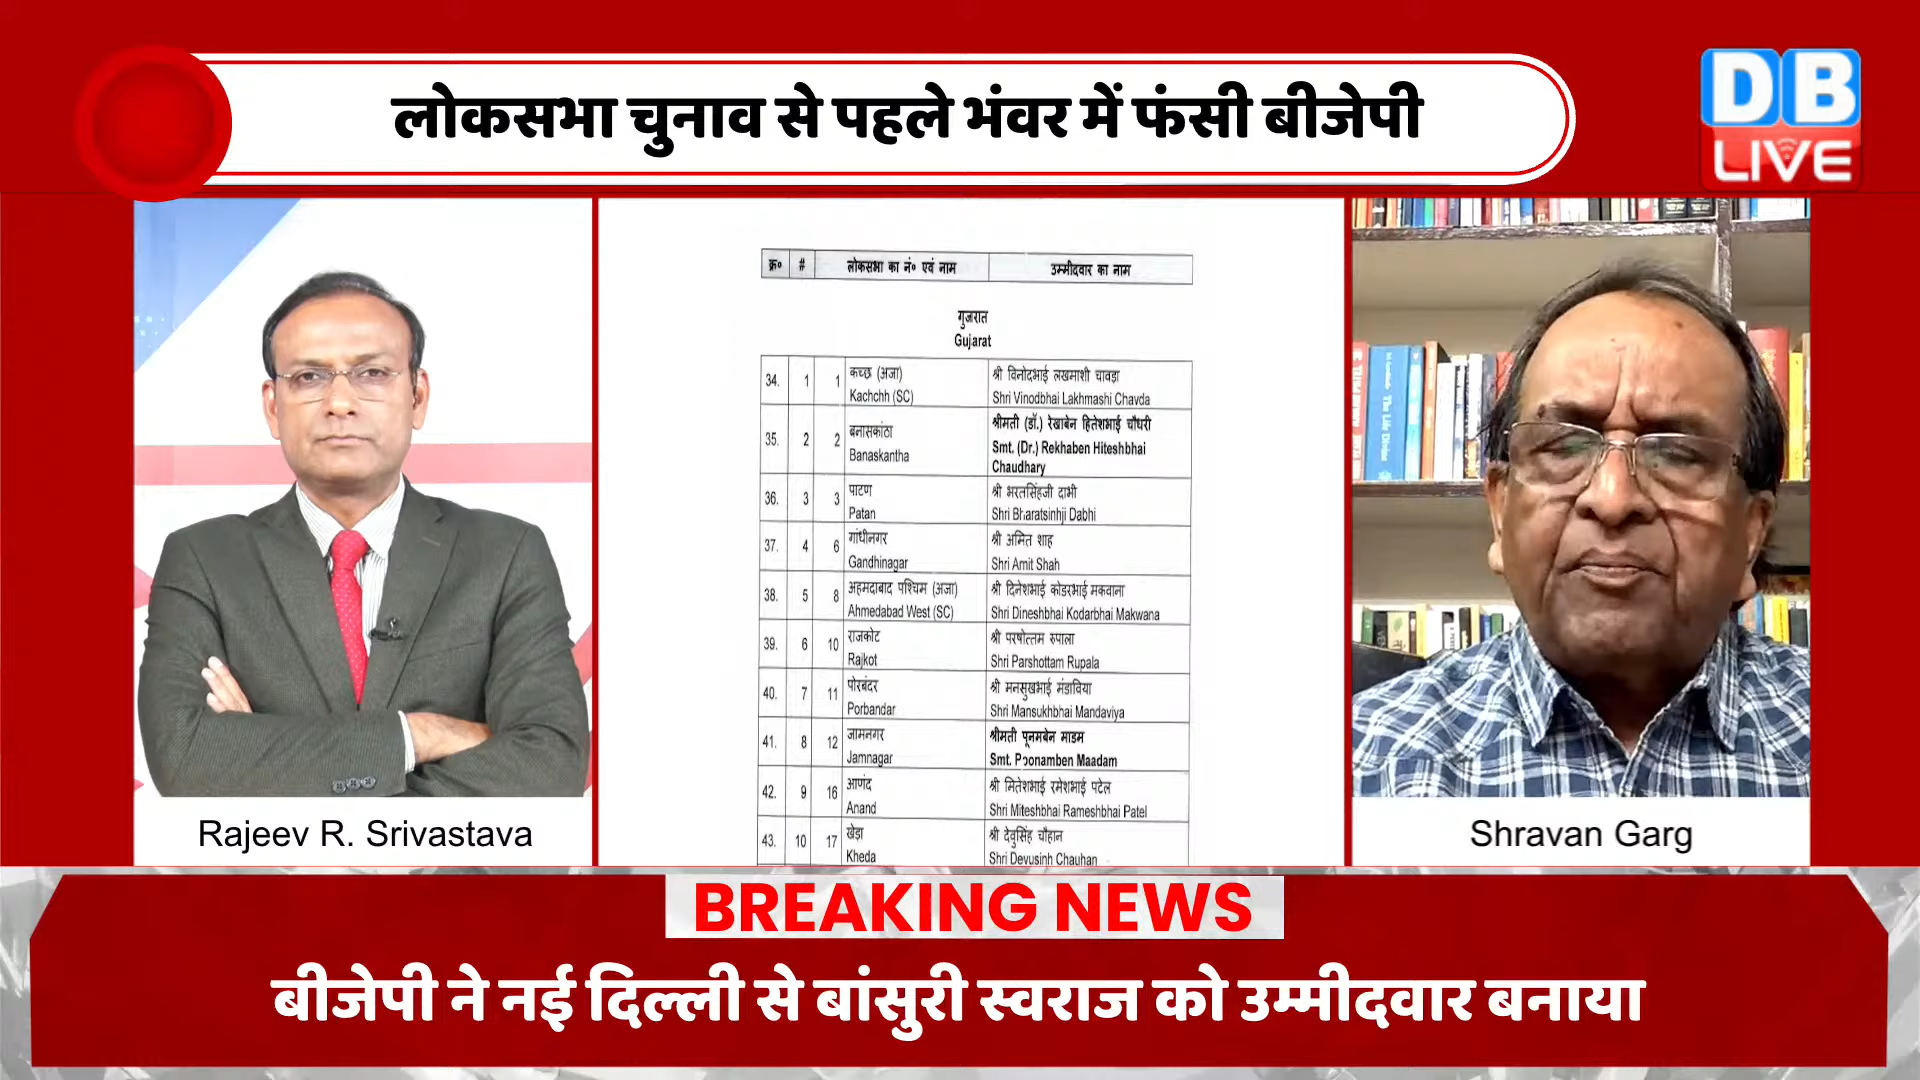 लोकसभा चुनाव से पहले भंवर में फंसी बीजेपी
DB
LIVE
क्र० # लोकसभा का नं० एवं नाम उम्मीदवार का नाम
गुजरात
Gujarat
34. 1 1 कच्छ (अजा) श्री विनोदभाई लखमाशी चावड़ा
Kachchh (SC) Shri Vinodbhai Lakhmashi Chavda
35. 2 2 बनासकांठा श्रीमती (डॉ.) रेखाबेन हितेशभाई चौधरी
Banaskantha Smt. (Dr.) Rekhaben Hiteshbhai
Chaudhary
36. 3 3 पाटण श्री भरतसिंहजी दाभी
Patan Shri Bharatsinhji Dabhi
37. 4 6 गांधीनगर श्री अमित शाह
Gandhinagar Shri Amit Shah
38. 5 8 अहमदाबाद पश्चिम (अजा) श्री दिनेशभाई कोडरभाई मकवाना
Ahmedabad West (SC) Shri Dineshbhai Kodarbhai Makwana
39. 6 10 राजकोट श्री परषोत्तम रुपाला
Rajkot Shri Parshottam Rupala
40. 7 11 पोरबंदर श्री मनसुखभाई मंडाविया
Porbandar Shri Mansukhbhai Mandaviya
41. 8 12 जामनगर श्रीमती पूनमबेन माडम
Jamnagar Smt. Poonamben Maadam
42. 9 16 आणंद श्री मितेशभाई रमेशभाई पटेल
Anand Shri Miteshbhai Rameshbhai Patel
43. 10 17 खेड़ा श्री देवुसिंह चौहान
Kheda Shri Devusinh Chauhan
The Life Divine
Rajeev R. Srivastava
Shravan Garg
BREAKING NEWS
बीजेपी ने नई दिल्ली से बांसुरी स्वराज को उम्मीदवार बनाया